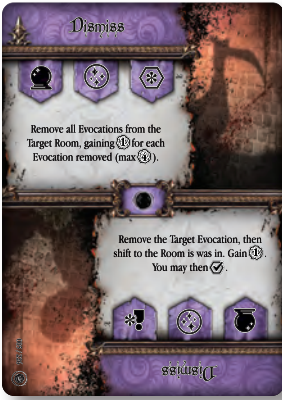 Dismiss
Remove all Evocations from the
Target Room, gaining 1 for each
Evocation removed (max 4).
Remove the Target Evocation, then
shift to the Room is was in. Gain 1.
You may then ✓.
Dismiss